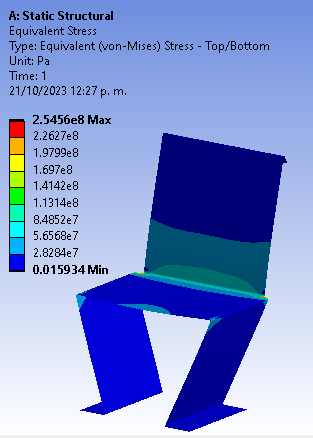 A: Static Structural
Equivalent Stress
Type: Equivalent (von-Mises) Stress - Top/Bottom
Unit: Pa
Time: 1
21/10/2023 12:27 p. m.
2.5456e8 Max
2.2627e8
1.9799e8
1.697e8
1.4142e8
1.1314e8
8.4852e7
5.6568e7
2.8284e7
0.015934 Min